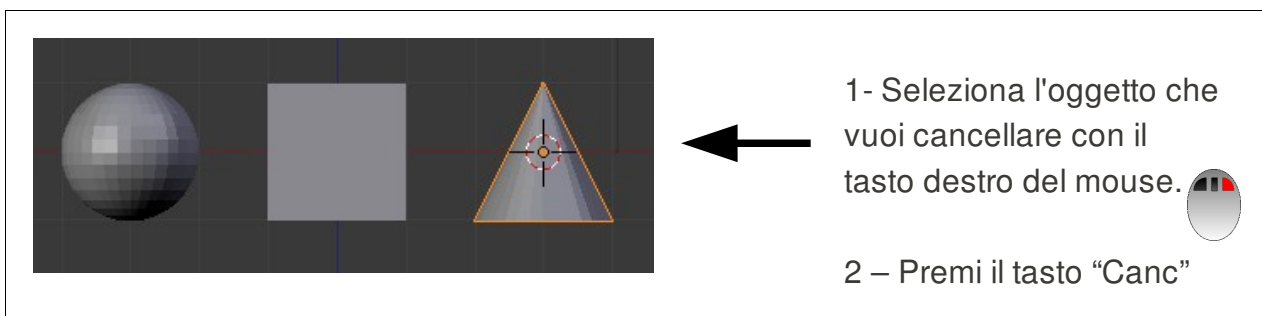 1- Seleziona l'oggetto che
vuoi cancellare con il
tasto destro del mouse.
2 – Premi il tasto “Canc”